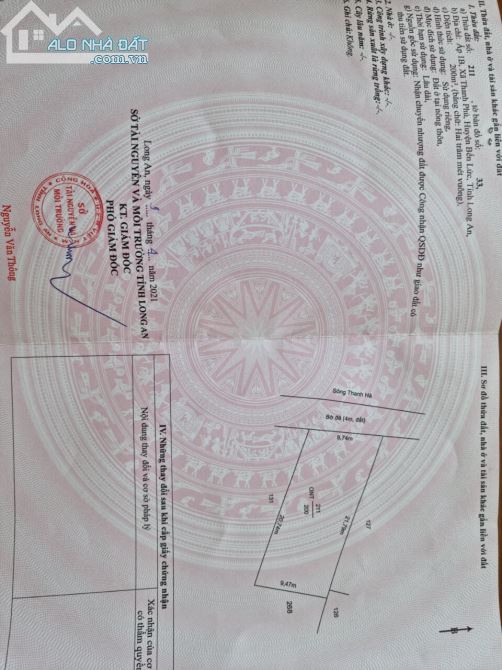 ALO NHÀ ĐẤT
.com.vn
II. Thửa đất, nhà ở và tài sản khác gắn liền với đất
1. Thửa đất:
a) Thửa đất số: 211 , tờ bản đồ số: 33,
b) Địa chỉ: Ấp 1B, Xã Thanh Phú, Huyện Bến Lức, Tỉnh Long An,
c) Diện tích: 200m², (bằng chữ: Hai trăm mét vuông),
d) Hình thức sử dụng: Sử dụng riêng,
đ) Mục đích sử dụng: Đất ở tại nông thôn,
e) Thời hạn sử dụng: Lâu dài,
g) Nguồn gốc sử dụng: Nhận chuyển nhượng đất được Công nhận QSDĐ như giao đất có
thu tiền sử dụng đất.
2. Nhà ở: -/-
3. Công trình xây dựng khác: -/-
4. Rừng sản xuất là rừng trồng: -/-
5. Cây lâu năm: -/-
6. Ghi chú: Không.
Long An, ngày tháng năm 2021
SỞ TÀI NGUYÊN VÀ MÔI TRƯỜNG TỈNH LONG AN
KT. GIÁM ĐỐC
PHÓ GIÁM ĐỐC
SỞ
TÀI NGUYÊN
MÔI TRƯỜNG
Nguyễn Văn Thông
III. Sơ đồ thửa đất, nhà ở và tài sản khác gắn liền với đất
B
Sông Thanh Hà
Bờ đê (4m, đất)
9,74m
127
21,79m
ONT 211
200
20,74m
131
9,47m
126
268
IV. Những thay đổi sau khi cấp giấy chứng nhận
Nội dung thay đổi và cơ sở pháp lý
Xác nhận của cơ
có thẩm quyền